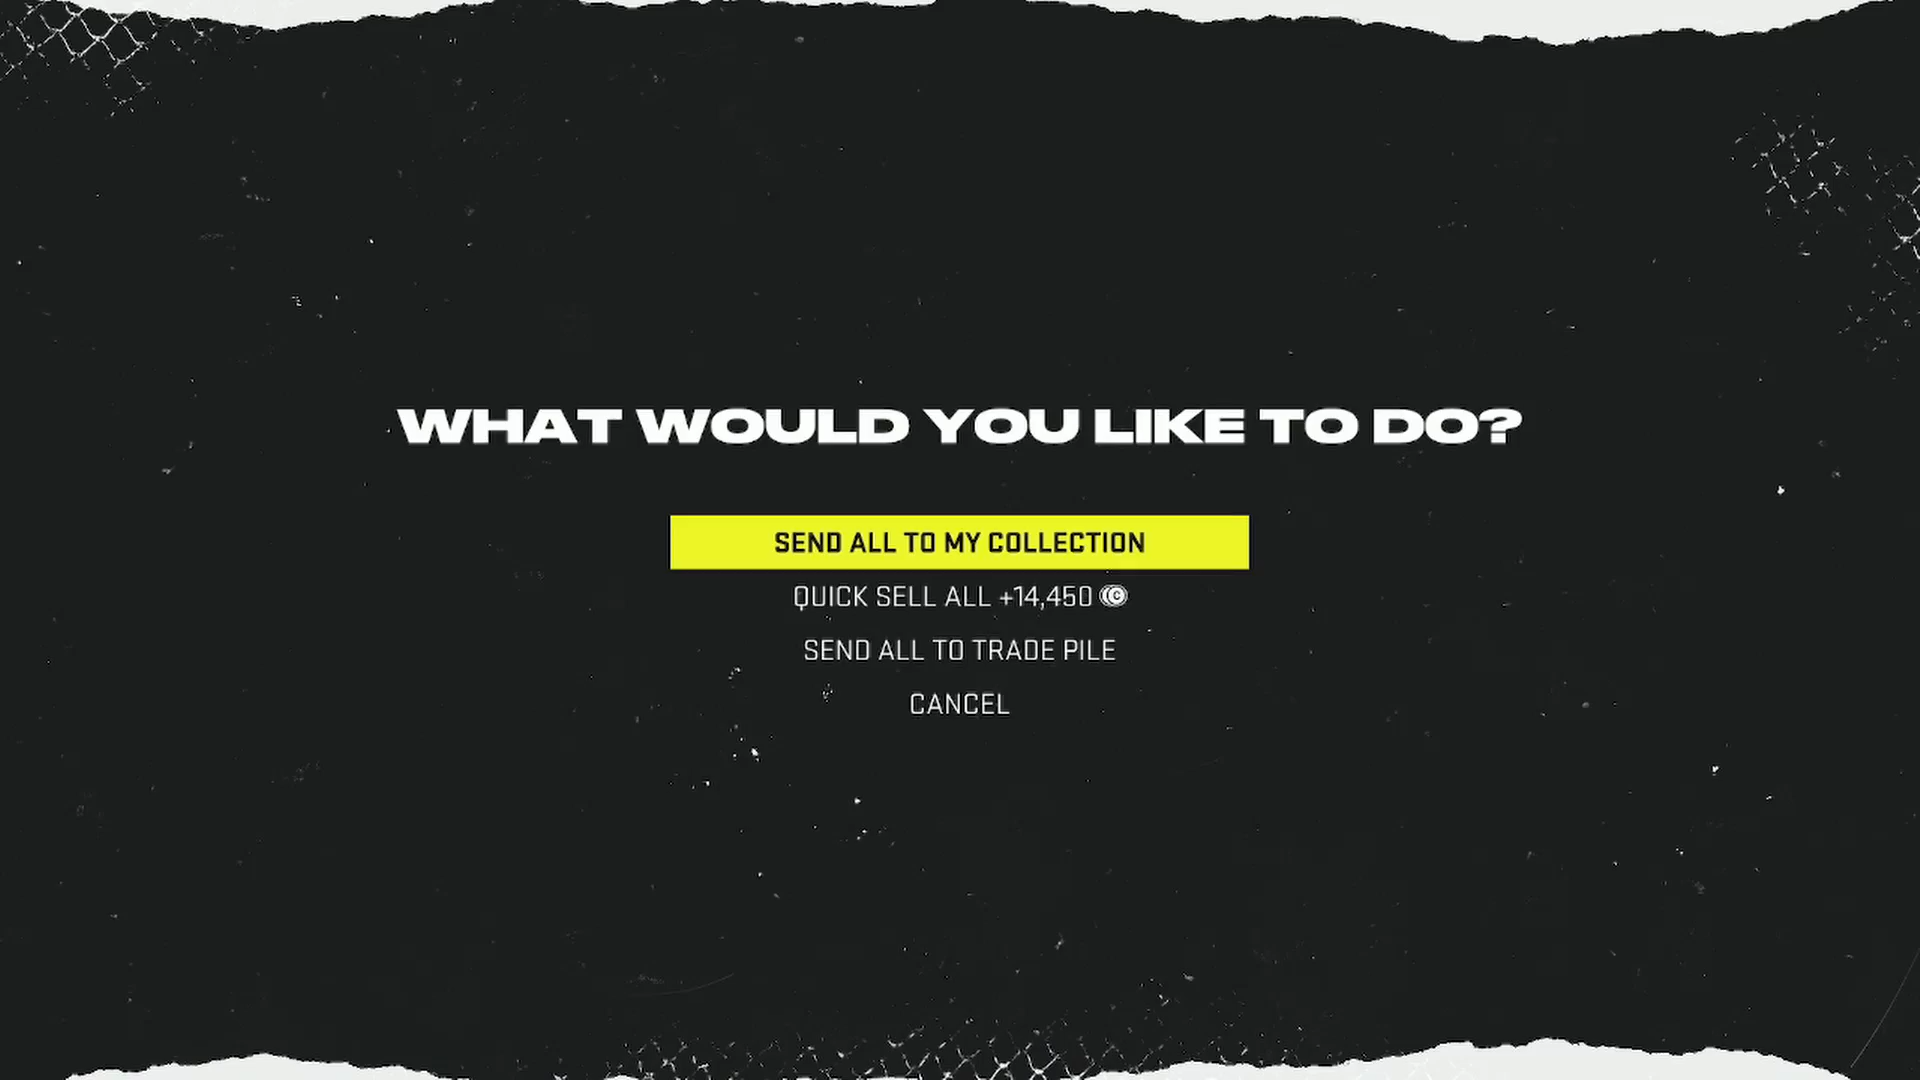 WHAT WOULD YOU LIKE TO DO?
SEND ALL TO MY COLLECTION
QUICK SELL ALL +14,450
SEND ALL TO TRADE PILE
CANCEL